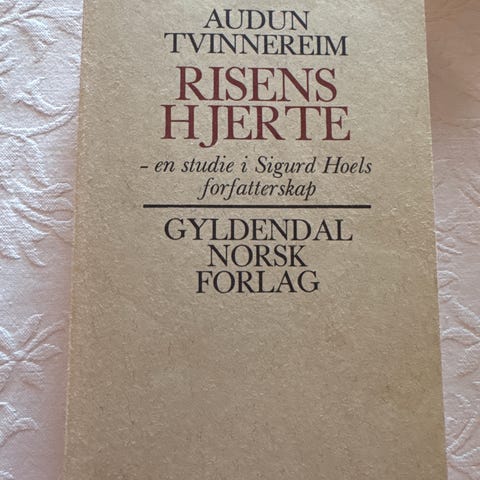 AUDUN
TVINNEREIM
RISENS
HJERTE
– en studie i Sigurd Hoels
forfatterskap
GYLDENDAL
NORSK
FORLAG